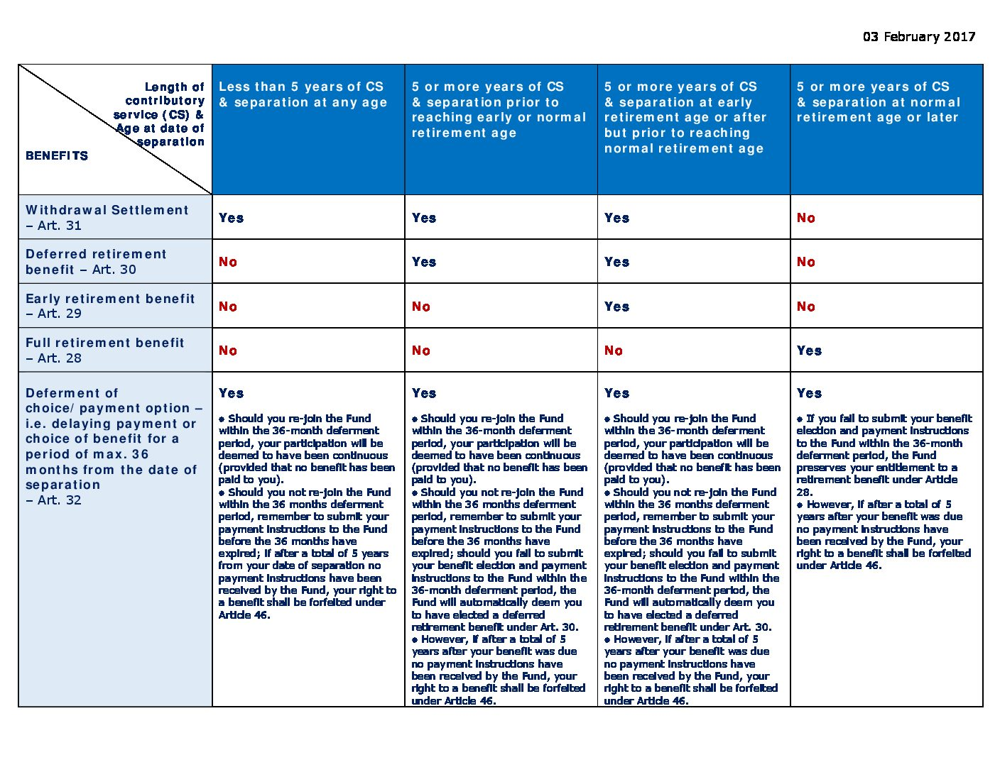 03 February 2017
Length of
contributory
service (CS) &
Age at date of
separation
BENEFITS
Less than 5 years of CS
& separation at any age
5 or more years of CS
& separation prior to
reaching early or normal
retirement age
5 or more years of CS
& separation at early
retirement age or after
but prior to reaching
normal retirement age
5 or more years of CS
& separation at normal
retirement age or later
Withdrawal Settlement
– Art. 31
Yes
Yes
Yes
No
Deferred retirement
benefit – Art. 30
No
Yes
Yes
No
Early retirement benefit
– Art. 29
No
No
Yes
No
Full retirement benefit
– Art. 28
No
No
No
Yes
Deferment of
choice/ payment option –
i.e. delaying payment or
choice of benefit for a
period of max. 36
months from the date of
separation
– Art. 32
Yes
• Should you re-join the Fund
within the 36-month deferment
period, your participation will be
deemed to have been continuous
(provided that no benefit has been
paid to you).
• Should you not re-join the Fund
within the 36 months deferment
period, remember to submit your
payment instructions to the Fund
before the 36 months have
expired; if after a total of 5 years
from your date of separation no
payment instructions have been
received by the Fund, your right to
a benefit shall be forfeited under
Article 46.
Yes
• Should you re-join the Fund
within the 36-month deferment
period, your participation will be
deemed to have been continuous
(provided that no benefit has been
paid to you).
• Should you not re-join the Fund
within the 36 months deferment
period, remember to submit your
payment instructions to the Fund
before the 36 months have
expired; should you fail to submit
your benefit election and payment
instructions to the Fund within the
36-month deferment period, the
Fund will automatically deem you
to have elected a deferred
retirement benefit under Art. 30.
• However, if after a total of 5
years after your benefit was due
no payment instructions have
been received by the Fund, your
right to a benefit shall be forfeited
under Article 46.
Yes
• Should you re-join the Fund
within the 36-month deferment
period, your participation will be
deemed to have been continuous
(provided that no benefit has been
paid to you).
• Should you not re-join the Fund
within the 36 months deferment
period, remember to submit your
payment instructions to the Fund
before the 36 months have
expired; should you fail to submit
your benefit election and payment
instructions to the Fund within the
36-month deferment period, the
Fund will automatically deem you
to have elected a deferred
retirement benefit under Art. 30.
• However, if after a total of 5
years after your benefit was due
no payment instructions have
been received by the Fund, your
right to a benefit shall be forfeited
under Article 46.
Yes
• If you fail to submit your benefit
election and payment instructions
to the Fund within the 36-month
deferment period, the Fund
preserves your entitlement to a
retirement benefit under Article
28.
• However, if after a total of 5
years after your benefit was due
no payment instructions have
been received by the Fund, your
right to a benefit shall be forfeited
under Article 46.